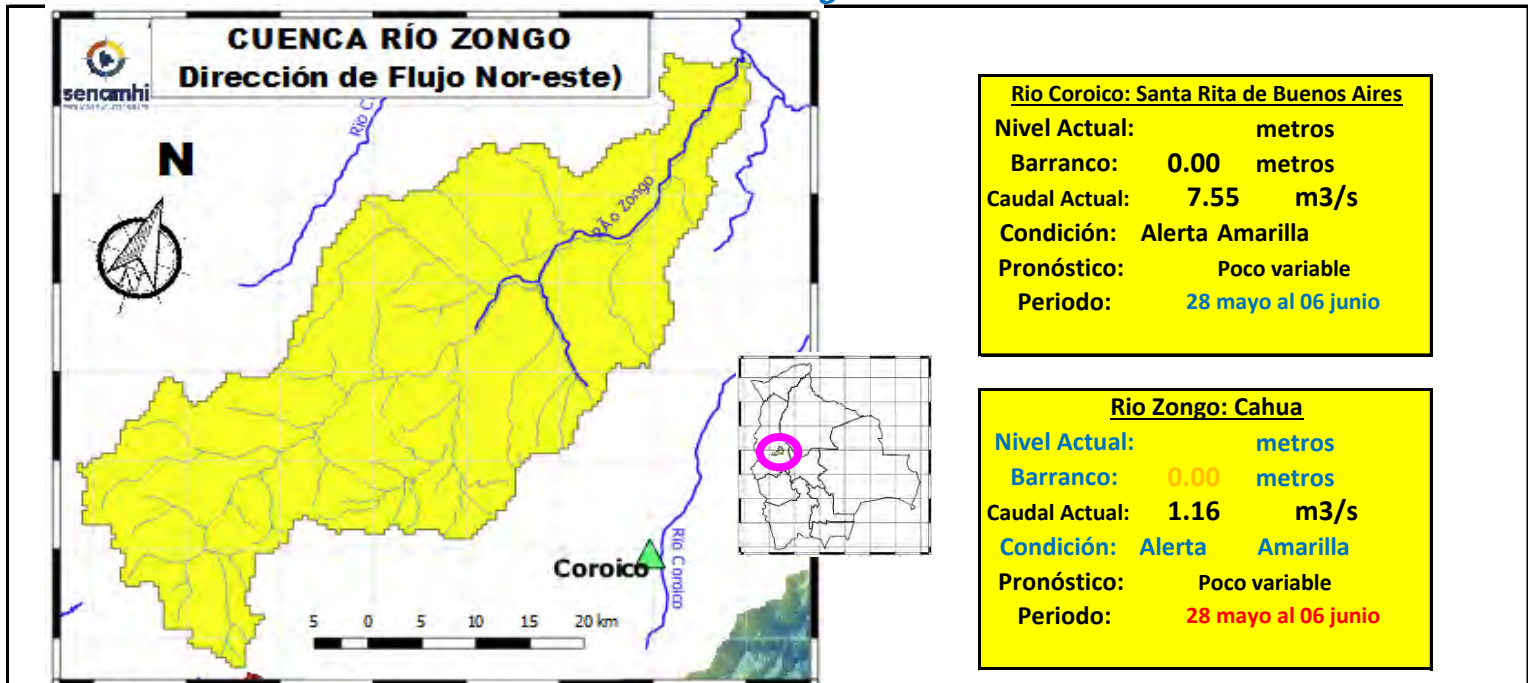 CUENCA RÍO ZONGO
Dirección de Flujo Nor-este)
senamhi
Rio C
N
RÃ­o Zongo
Coroico
Río Coroico
5 0 5 10 15 20 km
Rio Coroico: Santa Rita de Buenos Aires
Nivel Actual: metros
Barranco: 0.00 metros
Caudal Actual: 7.55 m3/s
Condición: Alerta Amarilla
Pronóstico: Poco variable
Periodo: 28 mayo al 06 junio
Rio Zongo: Cahua
Nivel Actual: metros
Barranco: 0.00 metros
Caudal Actual: 1.16 m3/s
Condición: Alerta Amarilla
Pronóstico: Poco variable
Periodo: 28 mayo al 06 junio